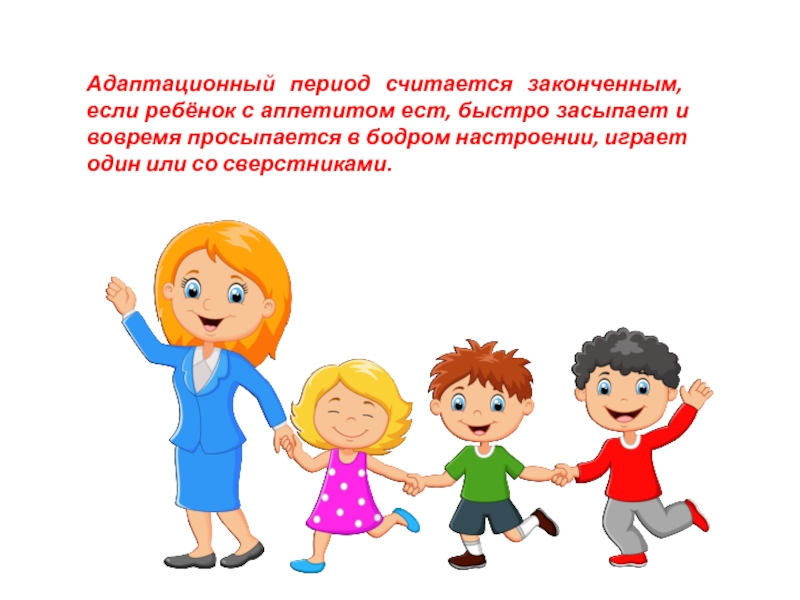 Адаптационный период считается законченным,
если ребёнок с аппетитом ест, быстро засыпает и
вовремя просыпается в бодром настроении, играет
один или со сверстниками.